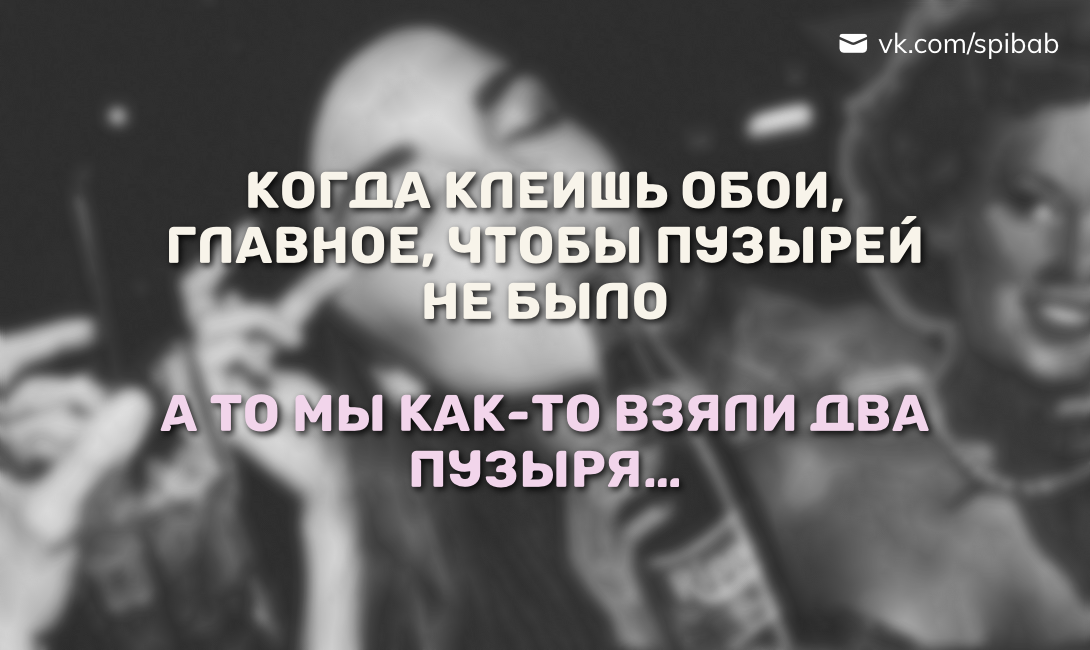 vk.com/spibab
КОГДА КЛЕИШЬ ОБОИ,
ГЛАВНОЕ, ЧТОБЫ ПУЗЫРЕЙ
НЕ БЫЛО
А ТО МЫ КАК-ТО ВЗЯЛИ ДВА
ПУЗЫРЯ...